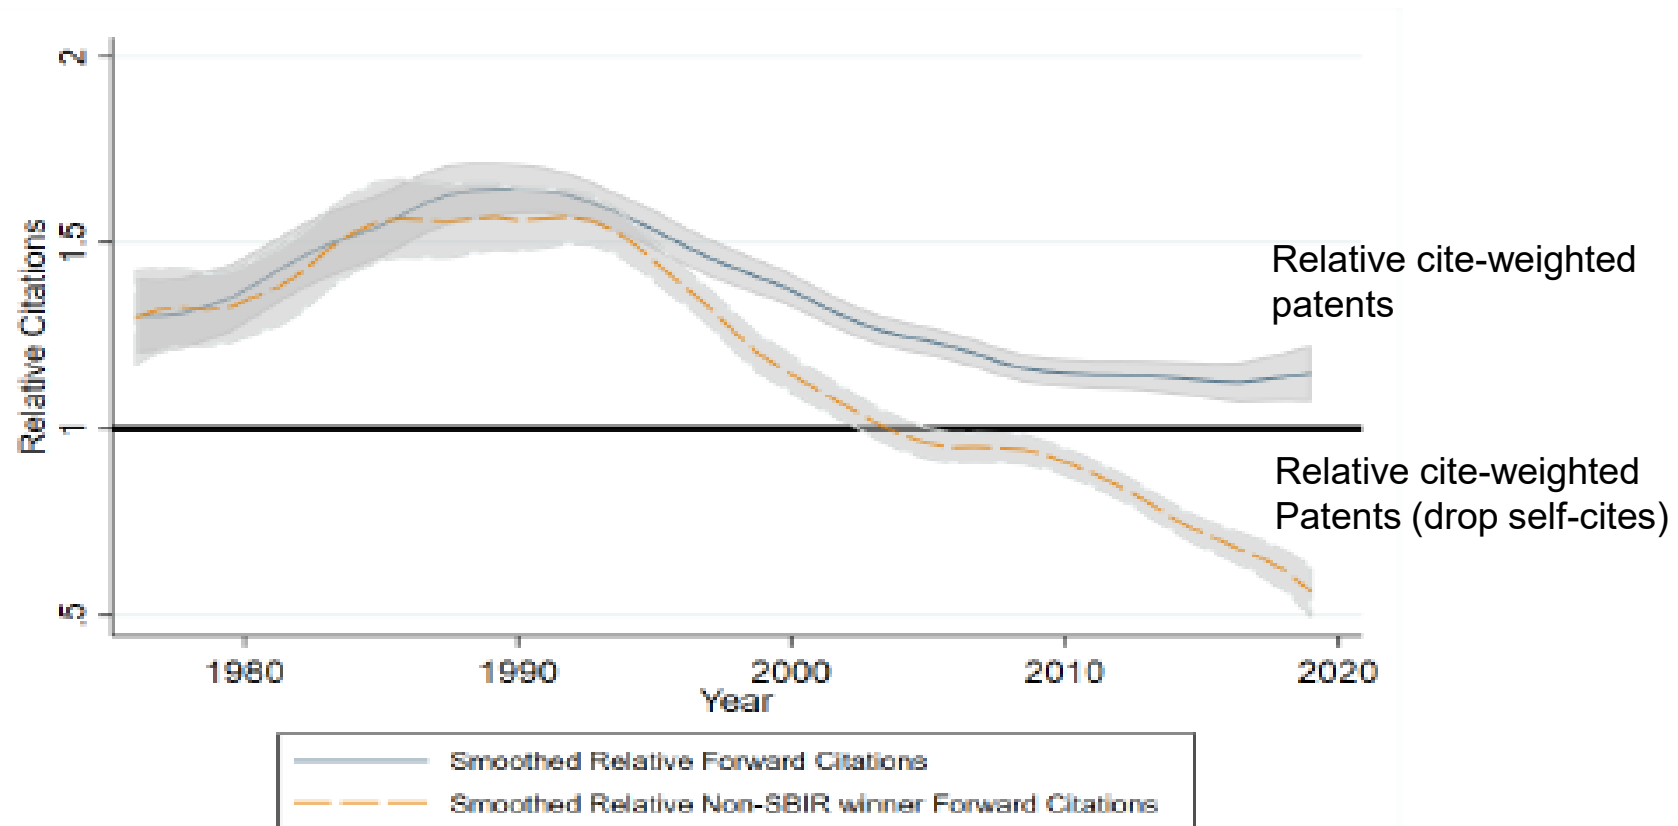 2
1.5
1
.5
Relative Citations
Relative cite-weighted
patents
Relative cite-weighted
Patents (drop self-cites)
1980
1990
2000
2010
2020
Year
Smoothed Relative Forward Citations
Smoothed Relative Non-SBIR winner Forward Citations